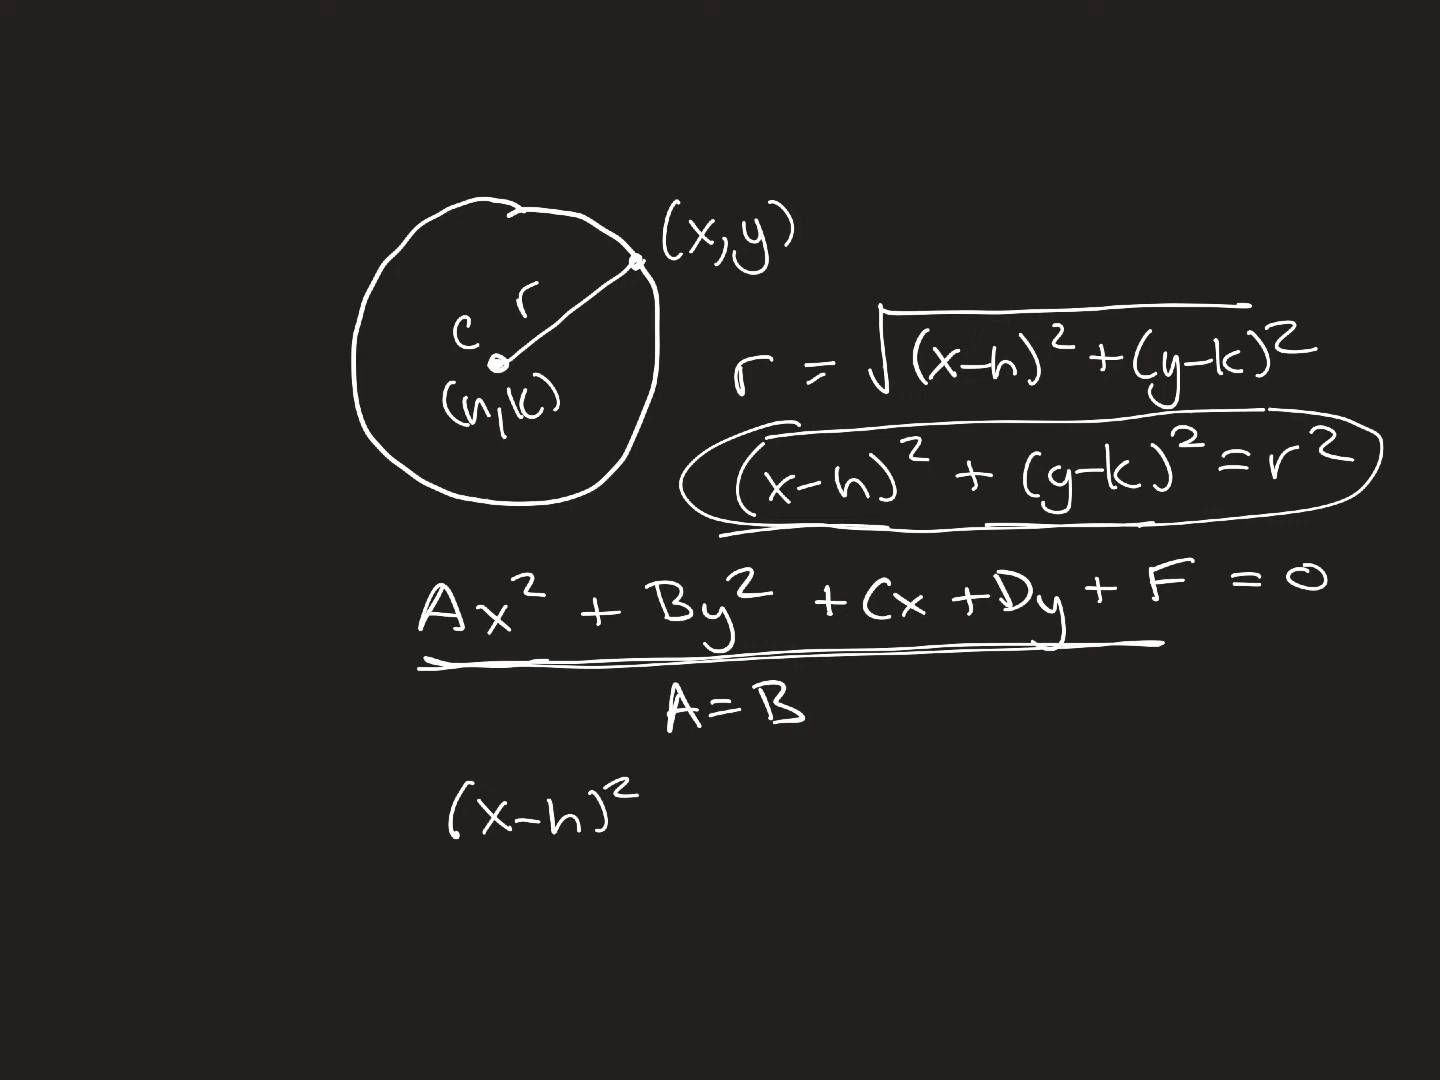 (x,y)
r
c
(h,k)
r = √(x-h)² + (y-k)²
(x-h)² + (y-k)² = r²
Ax² + By² + Cx + Dy + F = 0
A = B
(x-h)²